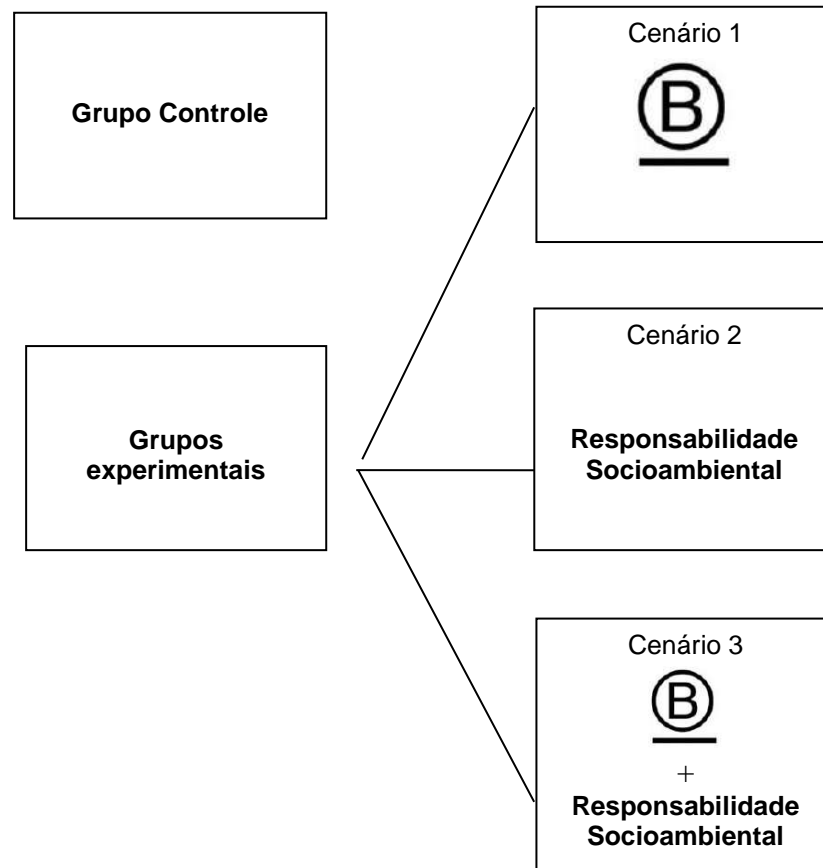 Grupo Controle
Cenário 1
B
Grupos
experimentais
Cenário 2
Responsabilidade
Socioambiental
Cenário 3
B
+
Responsabilidade
Socioambiental